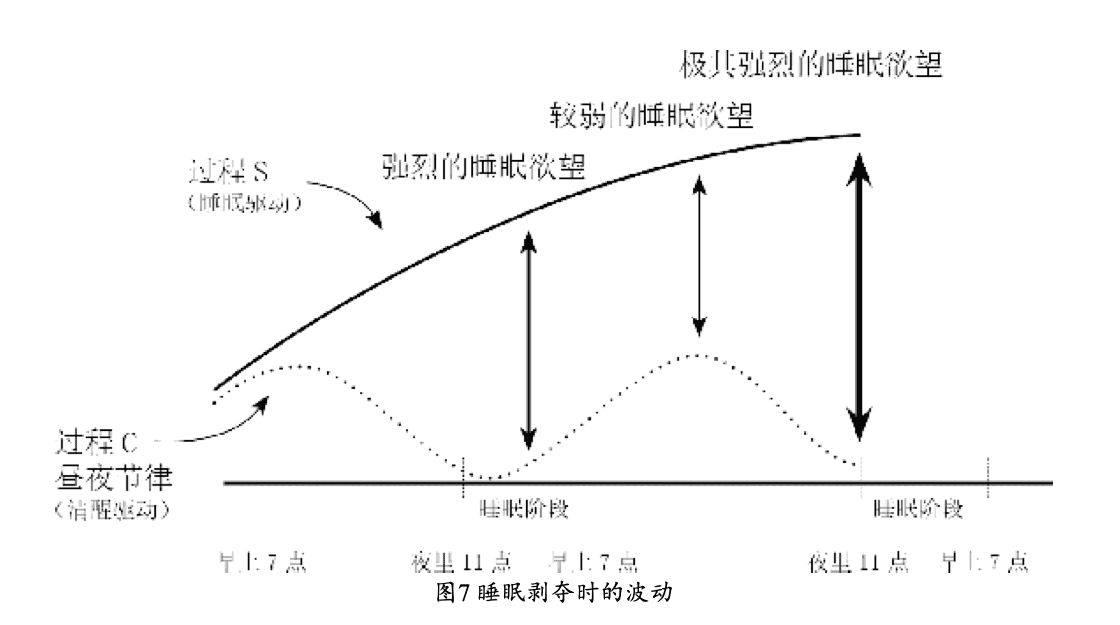 极其强烈的睡眠欲望
较弱的睡眠欲望
强烈的睡眠欲望
过程 S
（睡眠驱动）
过程 C
昼夜节律
（清醒驱动）
睡眠阶段
睡眠阶段
早上 7 点
夜里 11 点
早上 7 点
夜里 11 点
早上 7 点
图7 睡眠剥夺时的波动